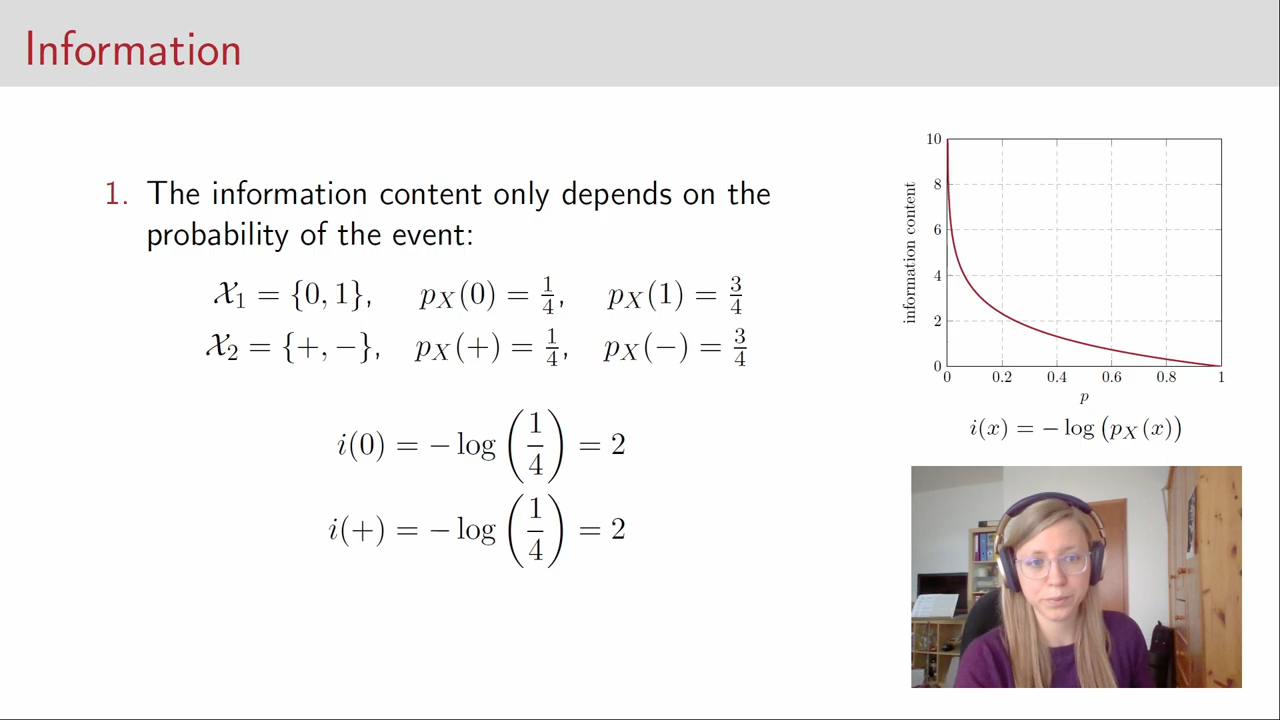 Information
1. The information content only depends on the
probability of the event:
𝒳₁ = {0, 1}, p_X(0) = 1/4, p_X(1) = 3/4
𝒳₂ = {+, −}, p_X(+) = 1/4, p_X(−) = 3/4
i(0) = − log (1/4) = 2
i(+) = − log (1/4) = 2
information content
10
8
6
4
2
0
0 0.2 0.4 0.6 0.8 1
p
i(x) = − log (p_X(x))